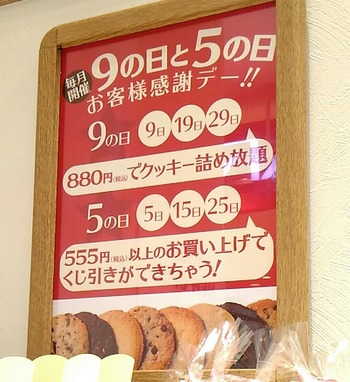 毎月開催
9の日と5の日
お客様感謝デー!!
9の日 9日 19日 29日
880円(税込)でクッキー詰め放題
5の日 5日 15日 25日
555円(税込)以上のお買い上げで
くじ引きができちゃう!